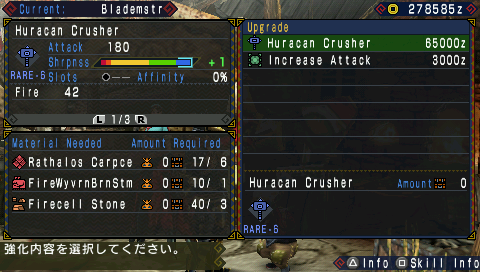 Current: Blademstr
278585z
Huracan Crusher
Attack 180
Shrpnss +1
RARE-6 Slots --- Affinity 0%
Fire 42
L 1/3 R
Material Needed Amount Required
Rathalos Carpce 0 17/ 6
FireWyvrnBrnStm 0 10/ 1
Firecell Stone 0 40/ 3
強化内容を選択してください。
Upgrade
Huracan Crusher 65000z
Increase Attack 3000z
Huracan Crusher Amount 0
RARE-6
Info Skill Info